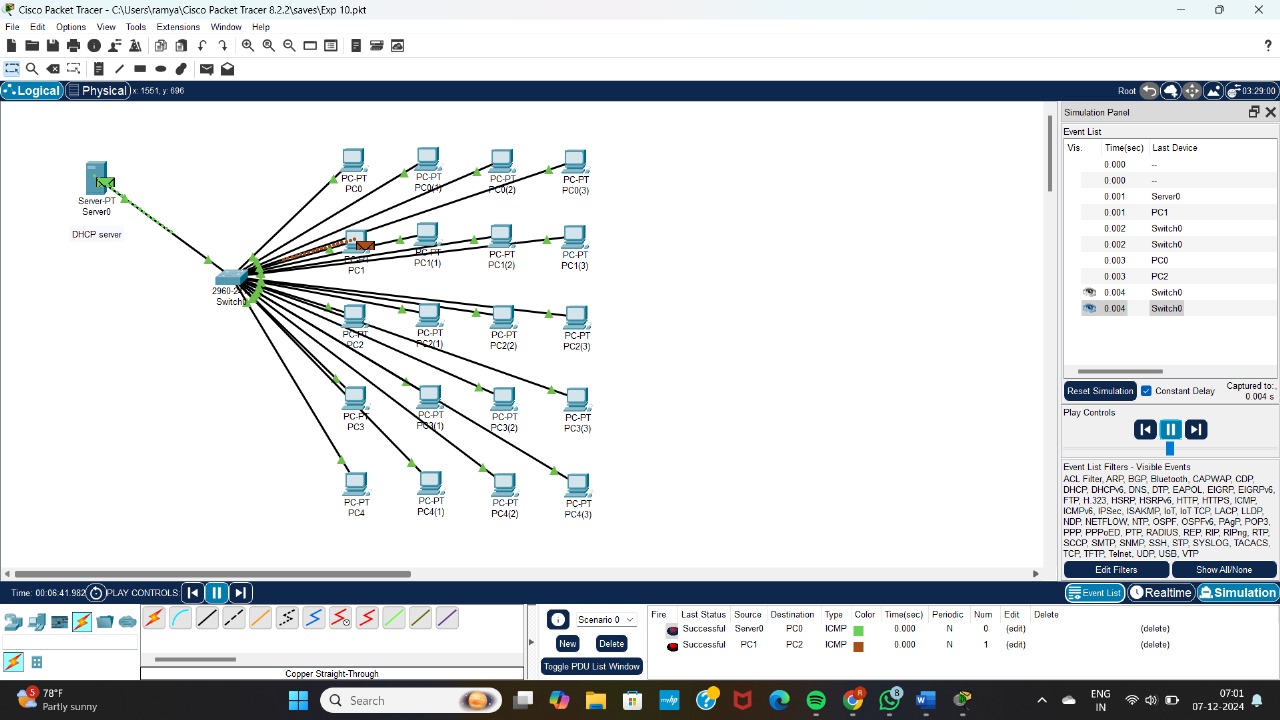 Cisco Packet Tracer - C:\Users\ramya\Cisco Packet Tracer 8.2.2\saves\Exp 10.pkt
File Edit Options View Tools Extensions Window Help
Logical Physical x: 1551, y: 696 Root 03:29:00
Simulation Panel
Event List
Vis. Time(sec) Last Device
0.000 --
0.000 --
0.001 Server0
0.001 PC1
0.002 Switch0
0.002 Switch0
0.003 PC0
0.003 PC2
0.004 Switch0
0.004 Switch0
Reset Simulation Constant Delay Captured to:
0.004 s
Play Controls
Event List Filters - Visible Events
ACL Filter, ARP, BGP, Bluetooth, CAPWAP, CDP,
DHCP, DHCPv6, DNS, DTP, EAPOL, EIGRP, EIGRPv6,
FTP, H.323, HSRP, HSRPv6, HTTP, HTTPS, ICMP,
ICMPv6, IPSec, ISAKMP, IoT, IoT TCP, LACP, LLDP,
NDP, NETFLOW, NTP, OSPF, OSPFv6, PAgP, POP3,
PPP, PPPoED, PTP, RADIUS, REP, RIP, RIPng, RTP,
SCCP, SMTP, SNMP, SSH, STP, SYSLOG, TACACS,
TCP, TFTP, Telnet, UDP, USB, VTP
Edit Filters Show All/None
Event List Realtime Simulation
Server-PT
Server0
DHCP server
Switch0
PC-PT PC-PT PC-PT PC-PT
PC0 PC0(1) PC0(2) PC0(3)
PC-PT PC-PT PC-PT PC-PT
PC1 PC1(1) PC1(2) PC1(3)
PC-PT PC-PT PC-PT PC-PT
PC2 PC2(1) PC2(2) PC2(3)
PC-PT PC-PT PC-PT PC-PT
PC3 PC3(1) PC3(2) PC3(3)
PC-PT PC-PT PC-PT PC-PT
PC4 PC4(1) PC4(2) PC4(3)
Time: 00:06:41.982 PLAY CONTROLS:
Copper Straight-Through
Scenario 0
New Delete
Toggle PDU List Window
Fire Last Status Source Destination Type Color Time(sec) Periodic Num Edit Delete
Successful Server0 PC0 ICMP 0.000 N 0 (edit) (delete)
Successful PC1 PC2 ICMP 0.000 N 1 (edit) (delete)
5 78°F
Partly sunny
Search
myhp
R
8
ENG
IN
07:01
07-12-2024